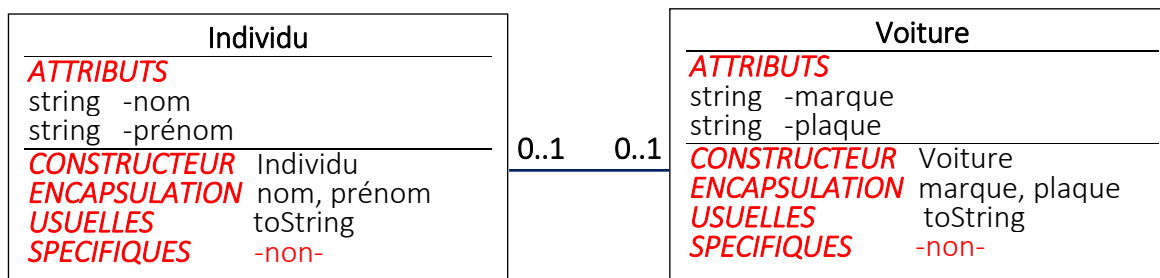 Individu
ATTRIBUTS
string -nom
string -prénom
CONSTRUCTEUR Individu
ENCAPSULATION nom, prénom
USUELLES toString
SPECIFIQUES -non-
0..1 0..1
Voiture
ATTRIBUTS
string -marque
string -plaque
CONSTRUCTEUR Voiture
ENCAPSULATION marque, plaque
USUELLES toString
SPECIFIQUES -non-